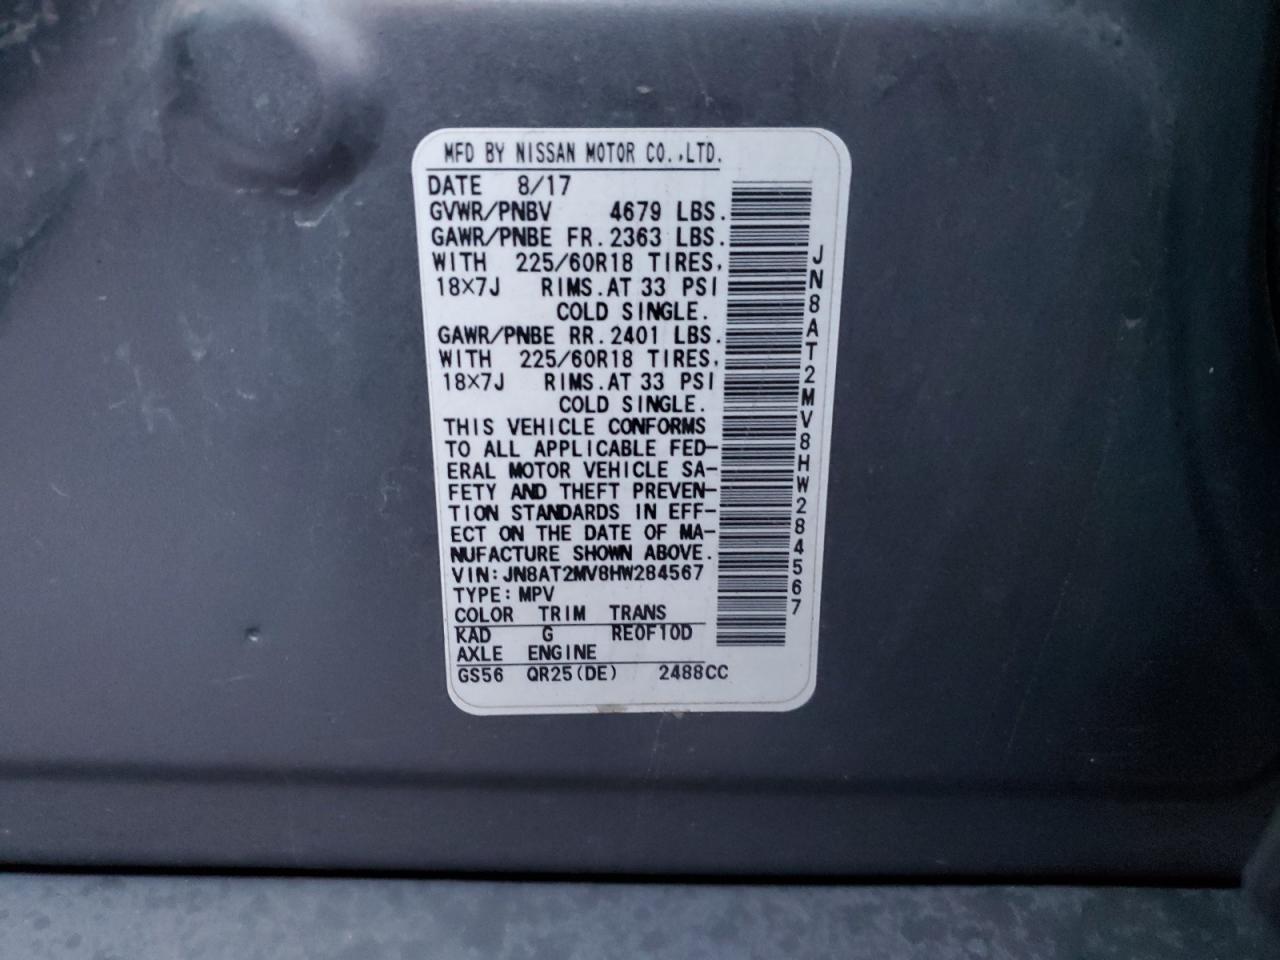 MFD BY NISSAN MOTOR CO.,LTD.
DATE 8/17
GVWR/PNBV 4679 LBS.
GAWR/PNBE FR. 2363 LBS.
WITH 225/60R18 TIRES,
18×7J RIMS. AT 33 PSI
COLD SINGLE.
GAWR/PNBE RR. 2401 LBS.
WITH 225/60R18 TIRES,
18×7J RIMS. AT 33 PSI
COLD SINGLE.
THIS VEHICLE CONFORMS
TO ALL APPLICABLE FED-
ERAL MOTOR VEHICLE SA-
FETY AND THEFT PREVEN-
TION STANDARDS IN EFF-
ECT ON THE DATE OF MA-
NUFACTURE SHOWN ABOVE.
VIN: JN8AT2MV8HW284567
TYPE: MPV
COLOR TRIM TRANS
KAD G RE0F10D
AXLE ENGINE
GS56 QR25(DE) 2488CC
JN8AT2MV8HW284567